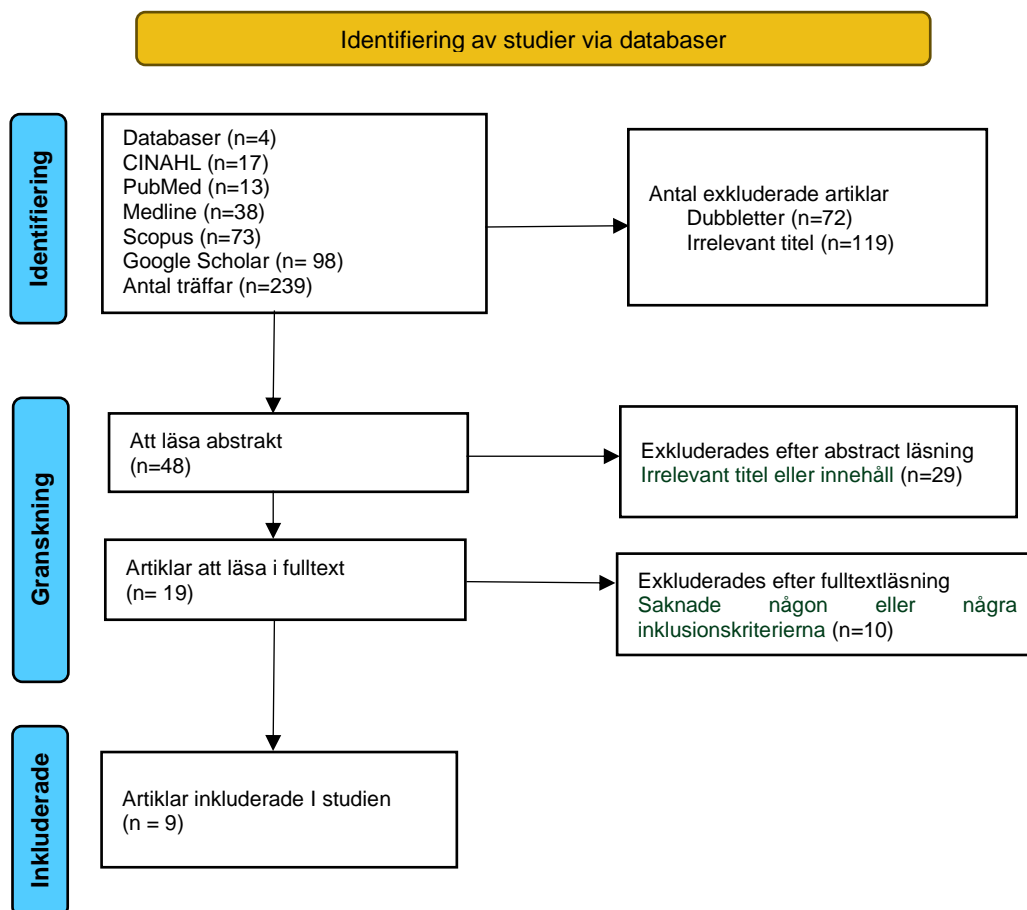 Identifiering av studier via databaser
Identifiering
Databaser (n=4)
CINAHL (n=17)
PubMed (n=13)
Medline (n=38)
Scopus (n=73)
Google Scholar (n= 98)
Antal träffar (n=239)
Antal exkluderade artiklar
Dubbletter (n=72)
Irrelevant titel (n=119)
Granskning
Att läsa abstrakt
(n=48)
Exkluderades efter abstract läsning
Irrelevant titel eller innehåll (n=29)
Artiklar att läsa i fulltext
(n= 19)
Exkluderades efter fulltextläsning
Saknade någon eller några
inklusionskriterierna (n=10)
Inkluderade
Artiklar inkluderade I studien
(n = 9)